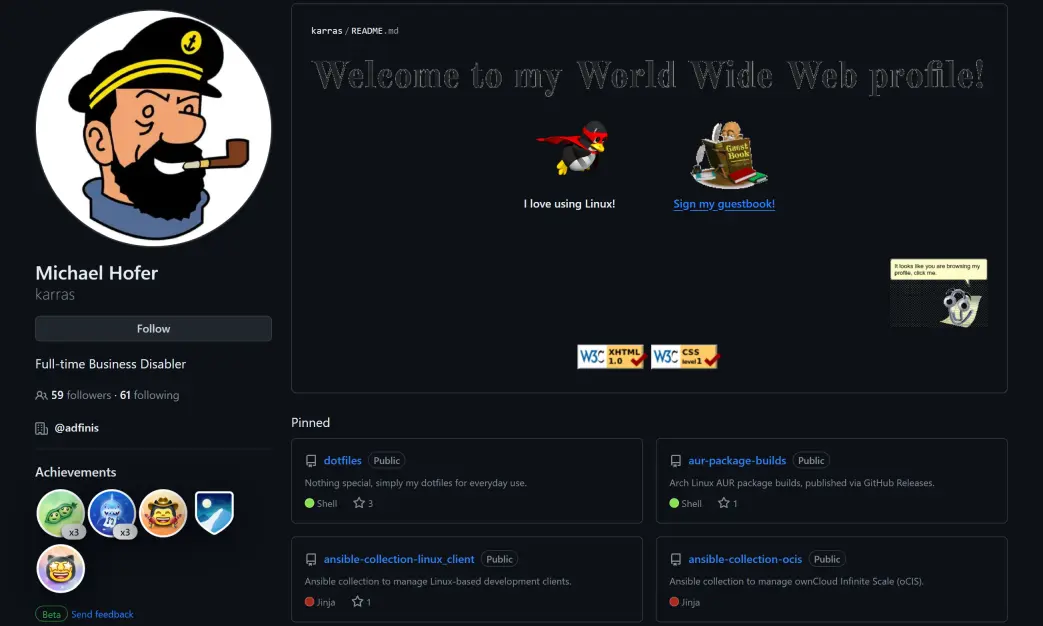 Michael Hofer
karras
Follow
Full-time Business Disabler
59 followers · 61 following
@adfinis
Achievements
x3
x3
Beta Send feedback
karras / README.md
Welcome to my World Wide Web profile!
Guest
Book
I love using Linux!
Sign my guestbook!
It looks like you are browsing my
profile, click me.
W3C XHTML 1.0
W3C CSS level 1
Pinned
dotfiles Public
Nothing special, simply my dotfiles for everyday use.
Shell 3
aur-package-builds Public
Arch Linux AUR package builds, published via GitHub Releases.
Shell 1
ansible-collection-linux_client Public
Ansible collection to manage Linux-based development clients.
Jinja 1
ansible-collection-ocis Public
Ansible collection to manage ownCloud Infinite Scale (oCIS).
Jinja